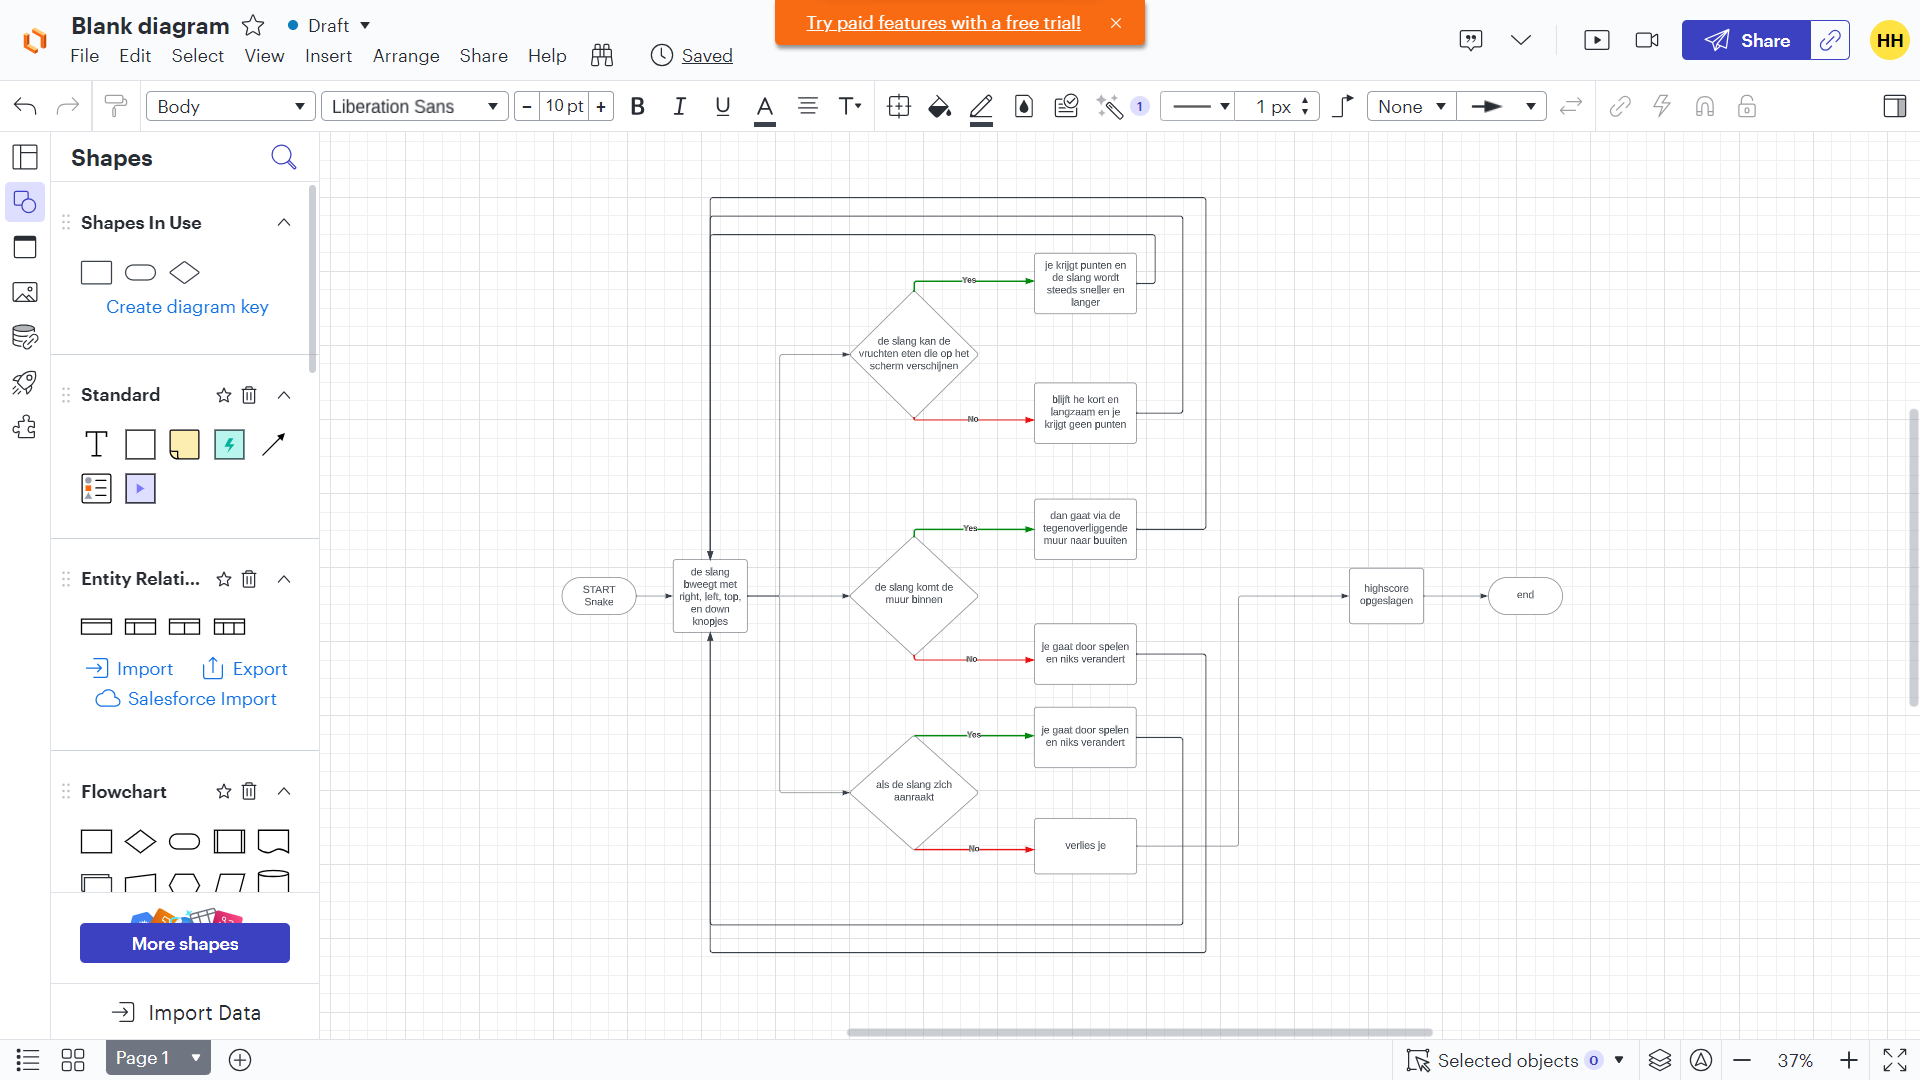 Blank diagram
Draft
Try paid features with a free trial!
File Edit Select View Insert Arrange Share Help
Saved
Share
HH
Body
Liberation Sans
10 pt
B I U A T
1
1 px
None
Shapes
Shapes In Use
Create diagram key
Standard
T
Entity Relati...
Import
Export
Salesforce Import
Flowchart
More shapes
Import Data
START
Snake
de slang
bweegt met
right, left, top,
en down
knopjes
de slang kan de
vruchten eten die op het
scherm verschijnen
Yes
je krijgt punten en
de slang wordt
steeds sneller en
langer
No
blijft he kort en
langzaam en je
krijgt geen punten
de slang komt de
muur binnen
Yes
dan gaat via de
tegenoverliggende
muur naar buuiten
No
je gaat door spelen
en niks verandert
als de slang zich
aanraakt
Yes
je gaat door spelen
en niks verandert
No
verlies je
highscore
opgeslagen
end
Page 1
Selected objects 0
37%